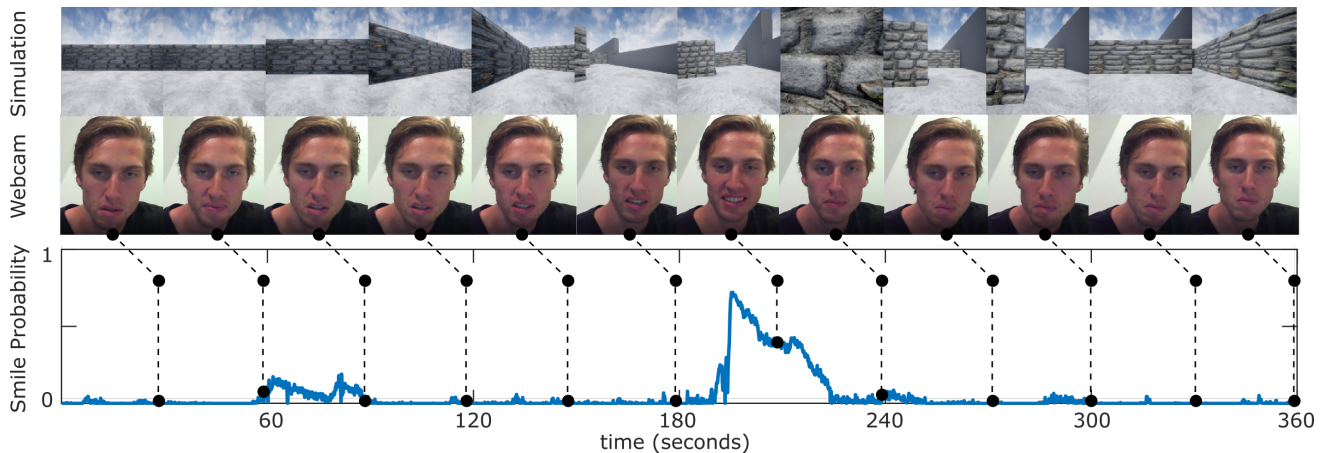 Simulation
Webcam
Smile Probability
1
0
60 120 180 240 300 360
time (seconds)